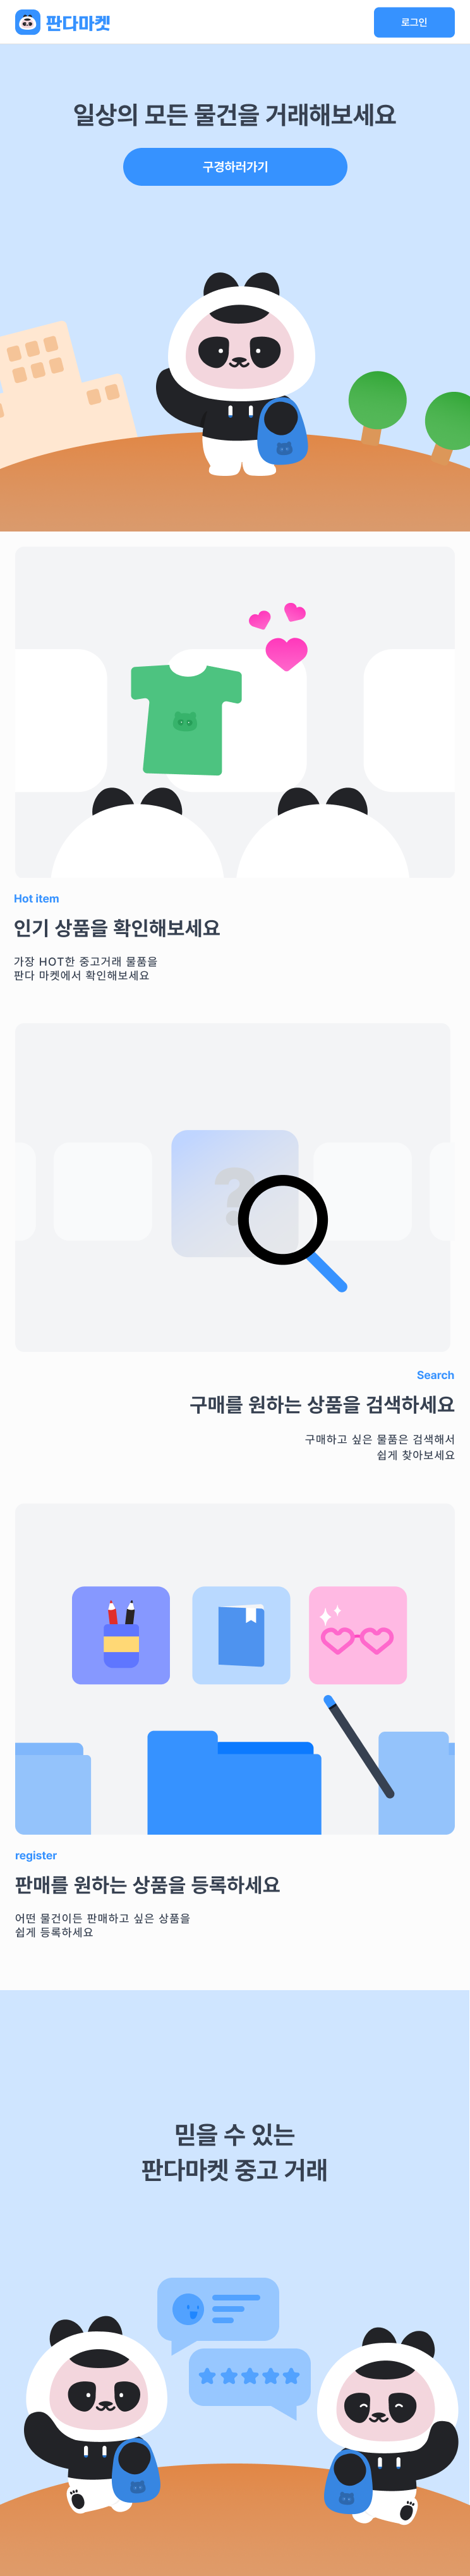 판다마켓
로그인
일상의 모든 물건을 거래해보세요
구경하러가기
Hot item
인기 상품을 확인해보세요
가장 HOT한 중고거래 물품을
판다 마켓에서 확인해보세요
?
Search
구매를 원하는 상품을 검색하세요
구매하고 싶은 물품은 검색해서
쉽게 찾아보세요
register
판매를 원하는 상품을 등록하세요
어떤 물건이든 판매하고 싶은 상품을
쉽게 등록하세요
믿을 수 있는
판다마켓 중고 거래